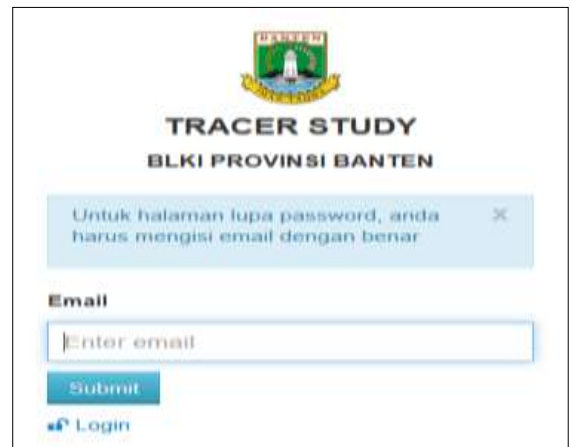 BANTEN
TRACER STUDY
BLKI PROVINSI BANTEN
Untuk halaman lupa password, anda
harus mengisi email dengan benar
×
Email
Enter email
Submit
Login